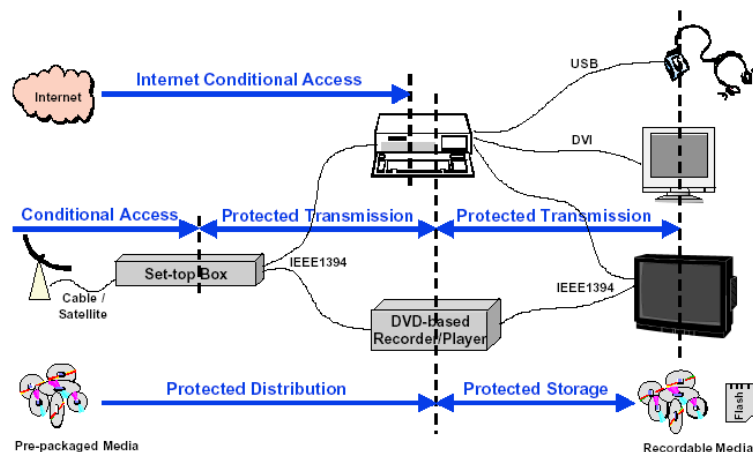 USB
Internet Conditional Access
Internet
DVI
Conditional Access
Protected Transmission
Protected Transmission
IEEE1394
Set-top Box
IEEE1394
Cable /
Satellite
DVD-based
Recorder/Player
Protected Distribution
Protected Storage
Flash
Pre-packaged Media
Recordable Media